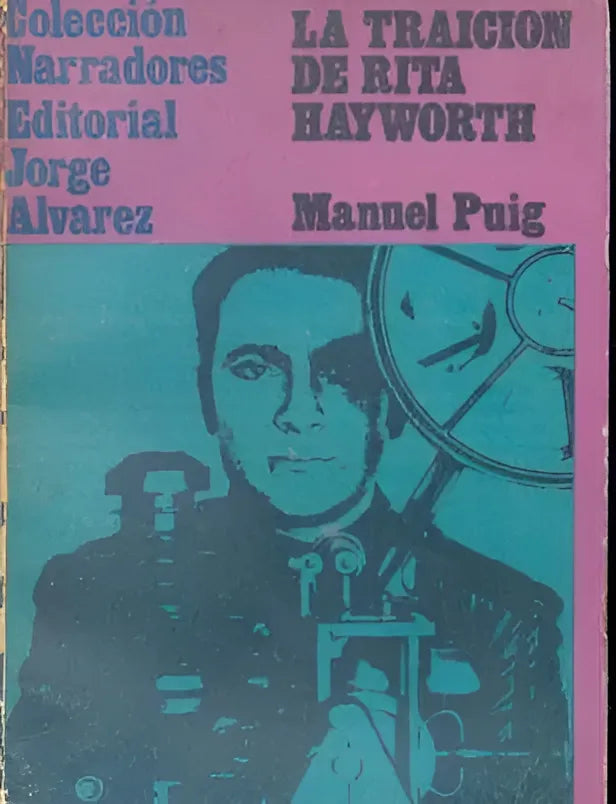 Colección
Narradores
Editorial
Jorge
Alvarez
LA TRAICION
DE RITA
HAYWORTH
Manuel Puig